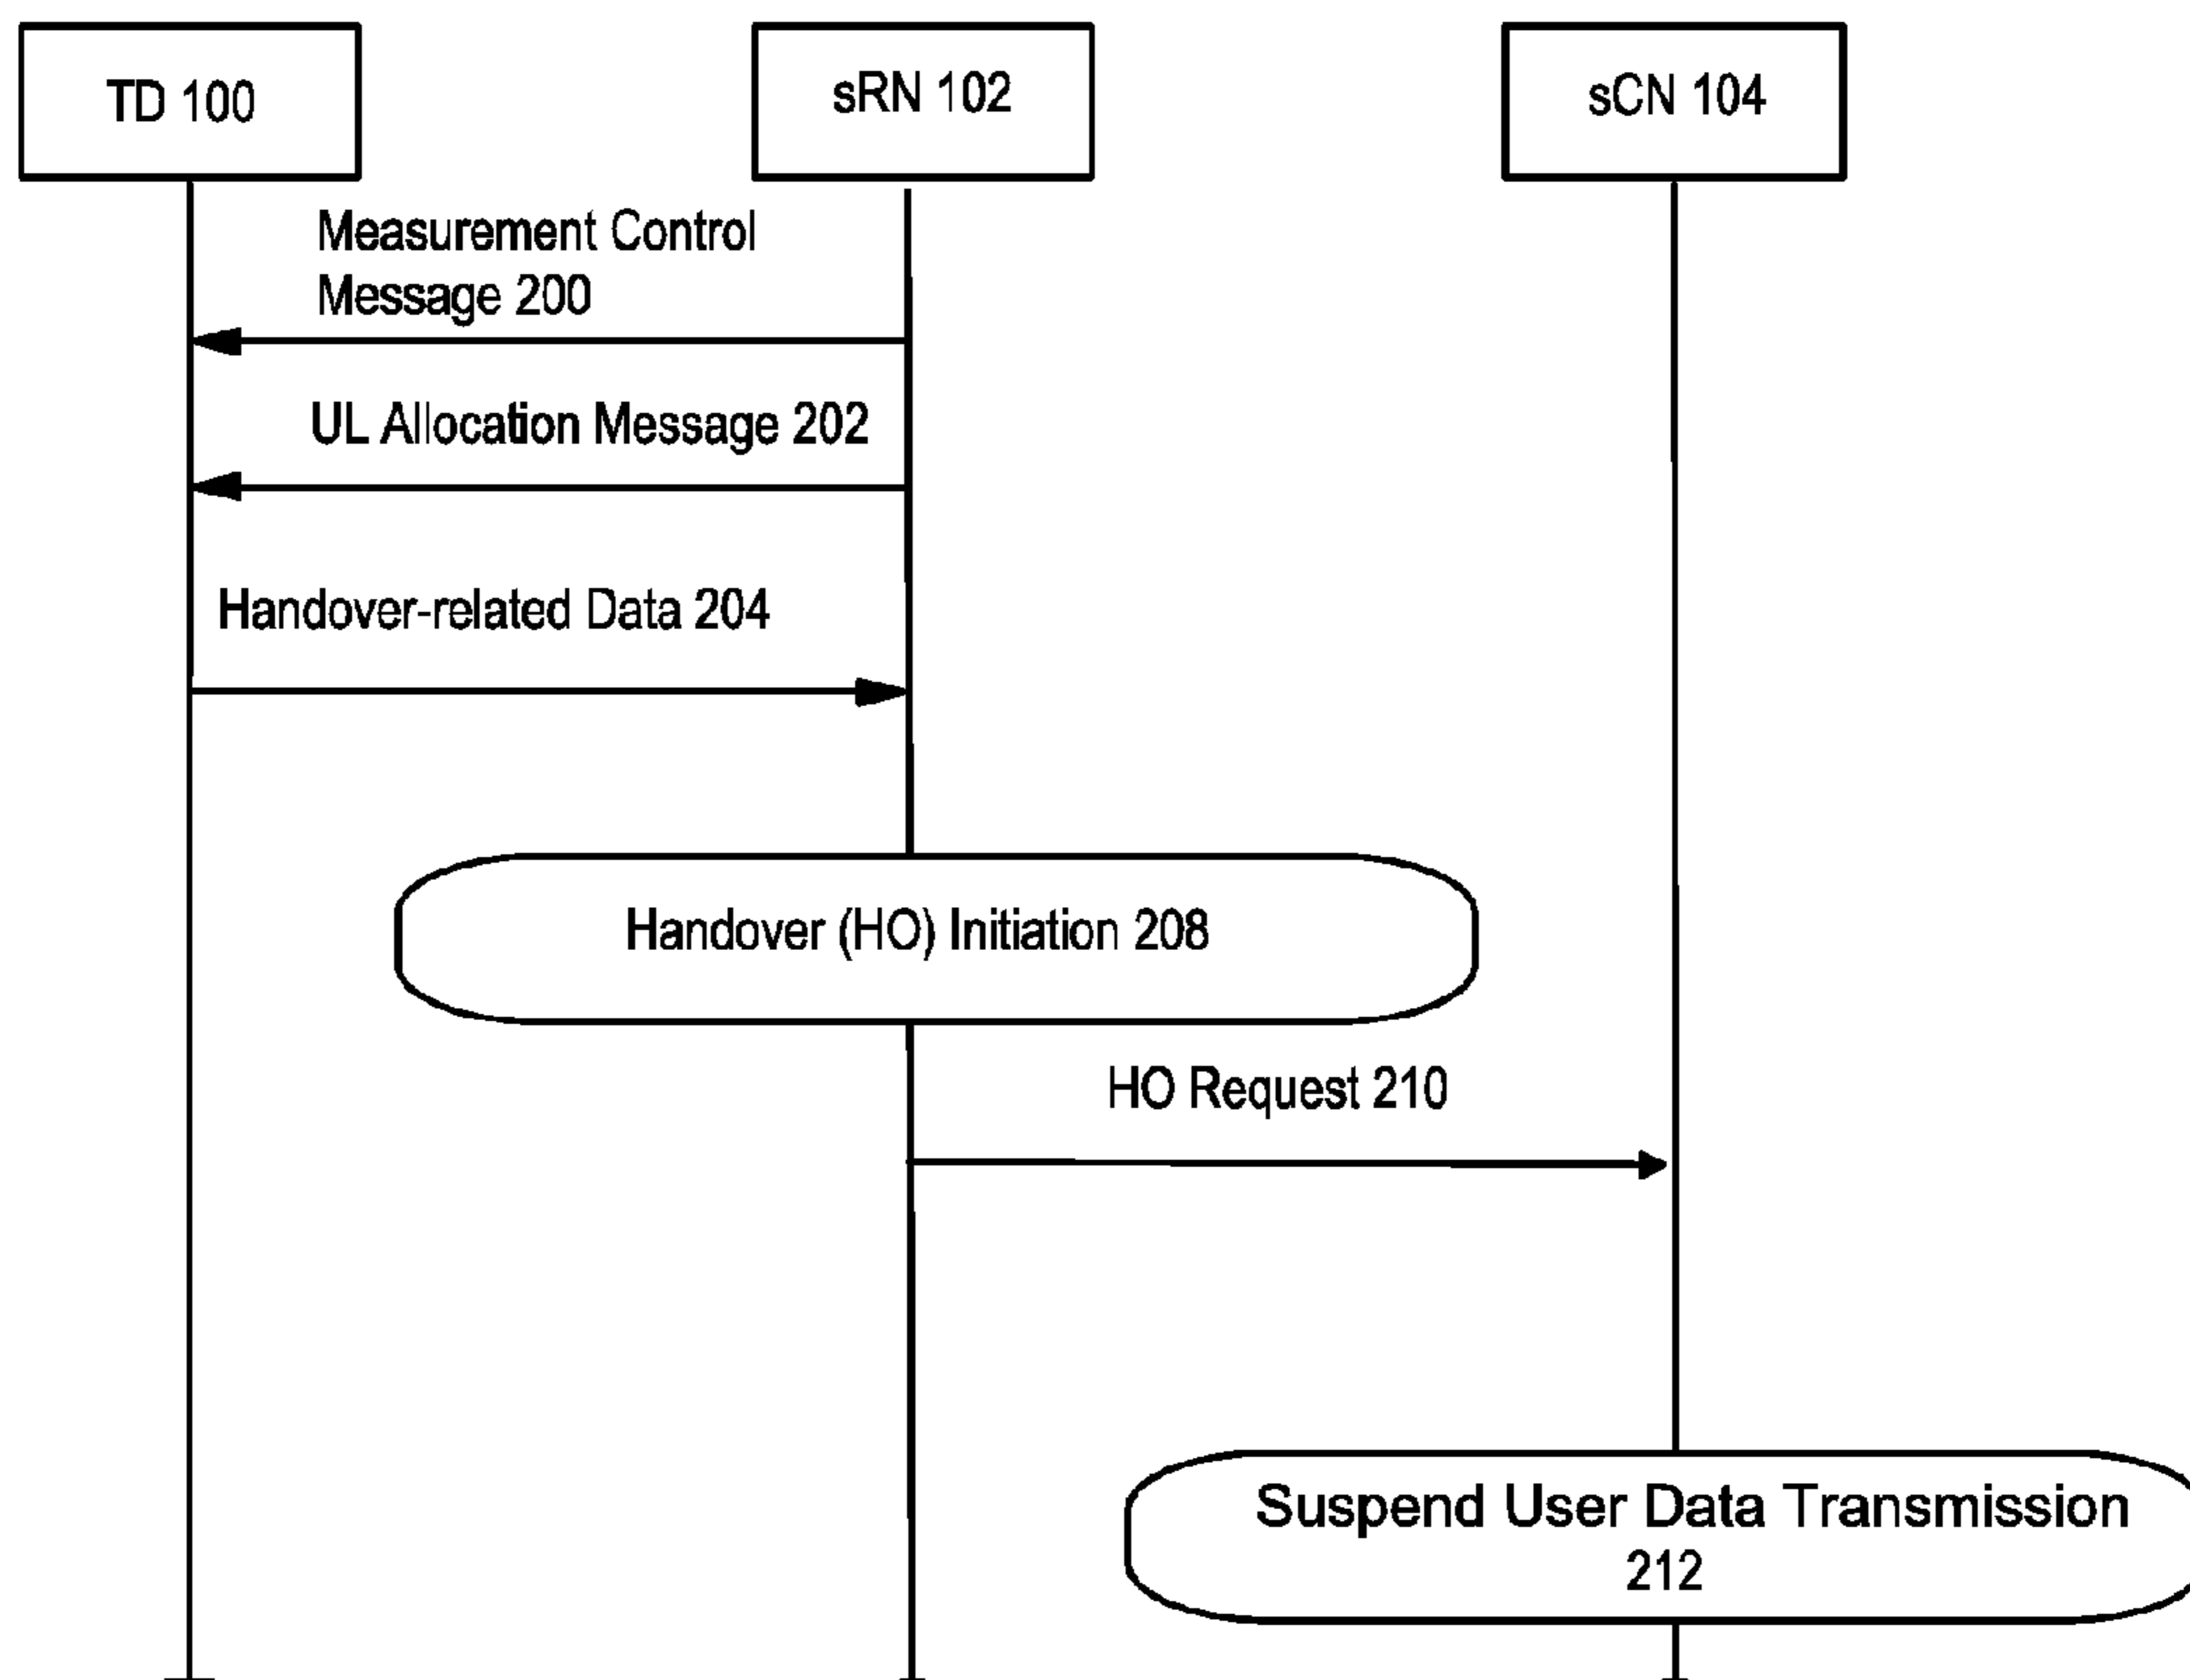 TD 100
sRN 102
sCN 104
Measurement Control
Message 200
UL Allocation Message 202
Handover-related Data 204
Handover (HO) Initiation 208
HO Request 210
Suspend User Data Transmission
212